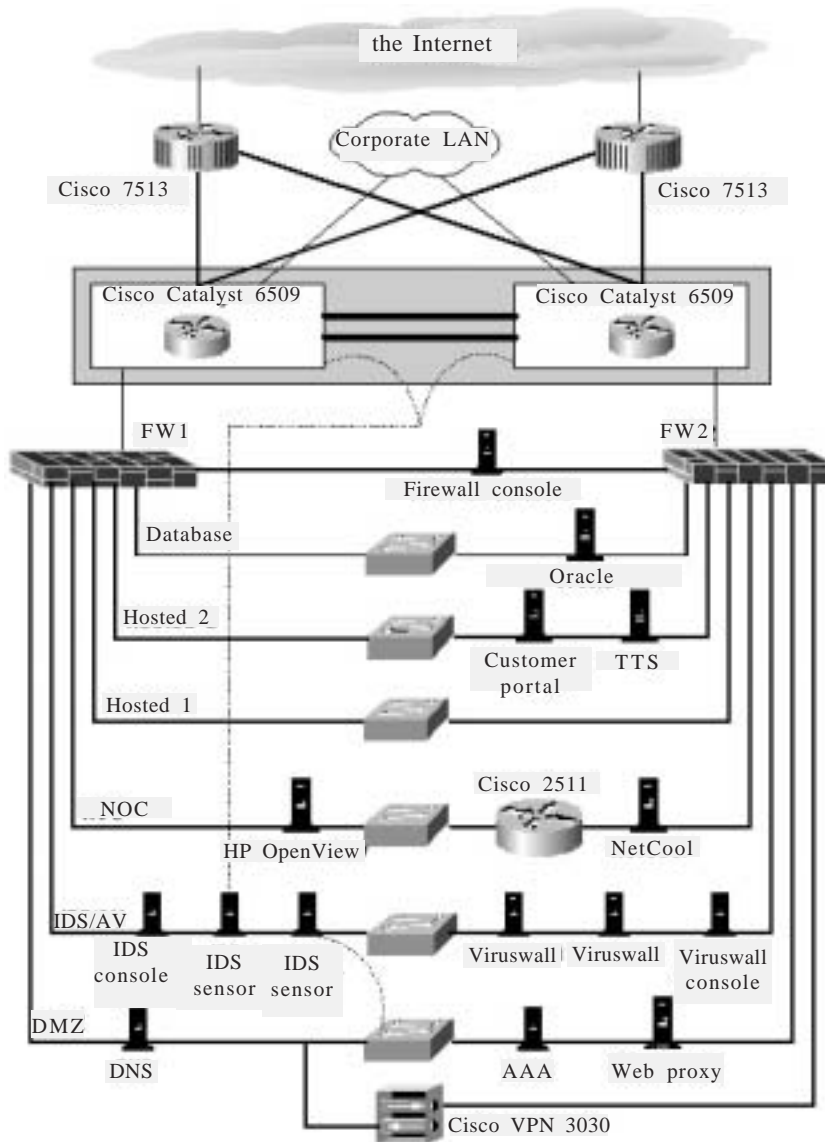 the Internet
Corporate LAN
Cisco 7513
Cisco 7513
Cisco Catalyst 6509
Cisco Catalyst 6509
FW1
FW2
Firewall console
Database
Oracle
Hosted 2
Customer
portal
TTS
Hosted 1
Cisco 2511
NOC
HP OpenView
NetCool
IDS/AV
IDS
console
IDS
sensor
IDS
sensor
Viruswall
Viruswall
Viruswall
console
DMZ
DNS
AAA
Web proxy
Cisco VPN 3030